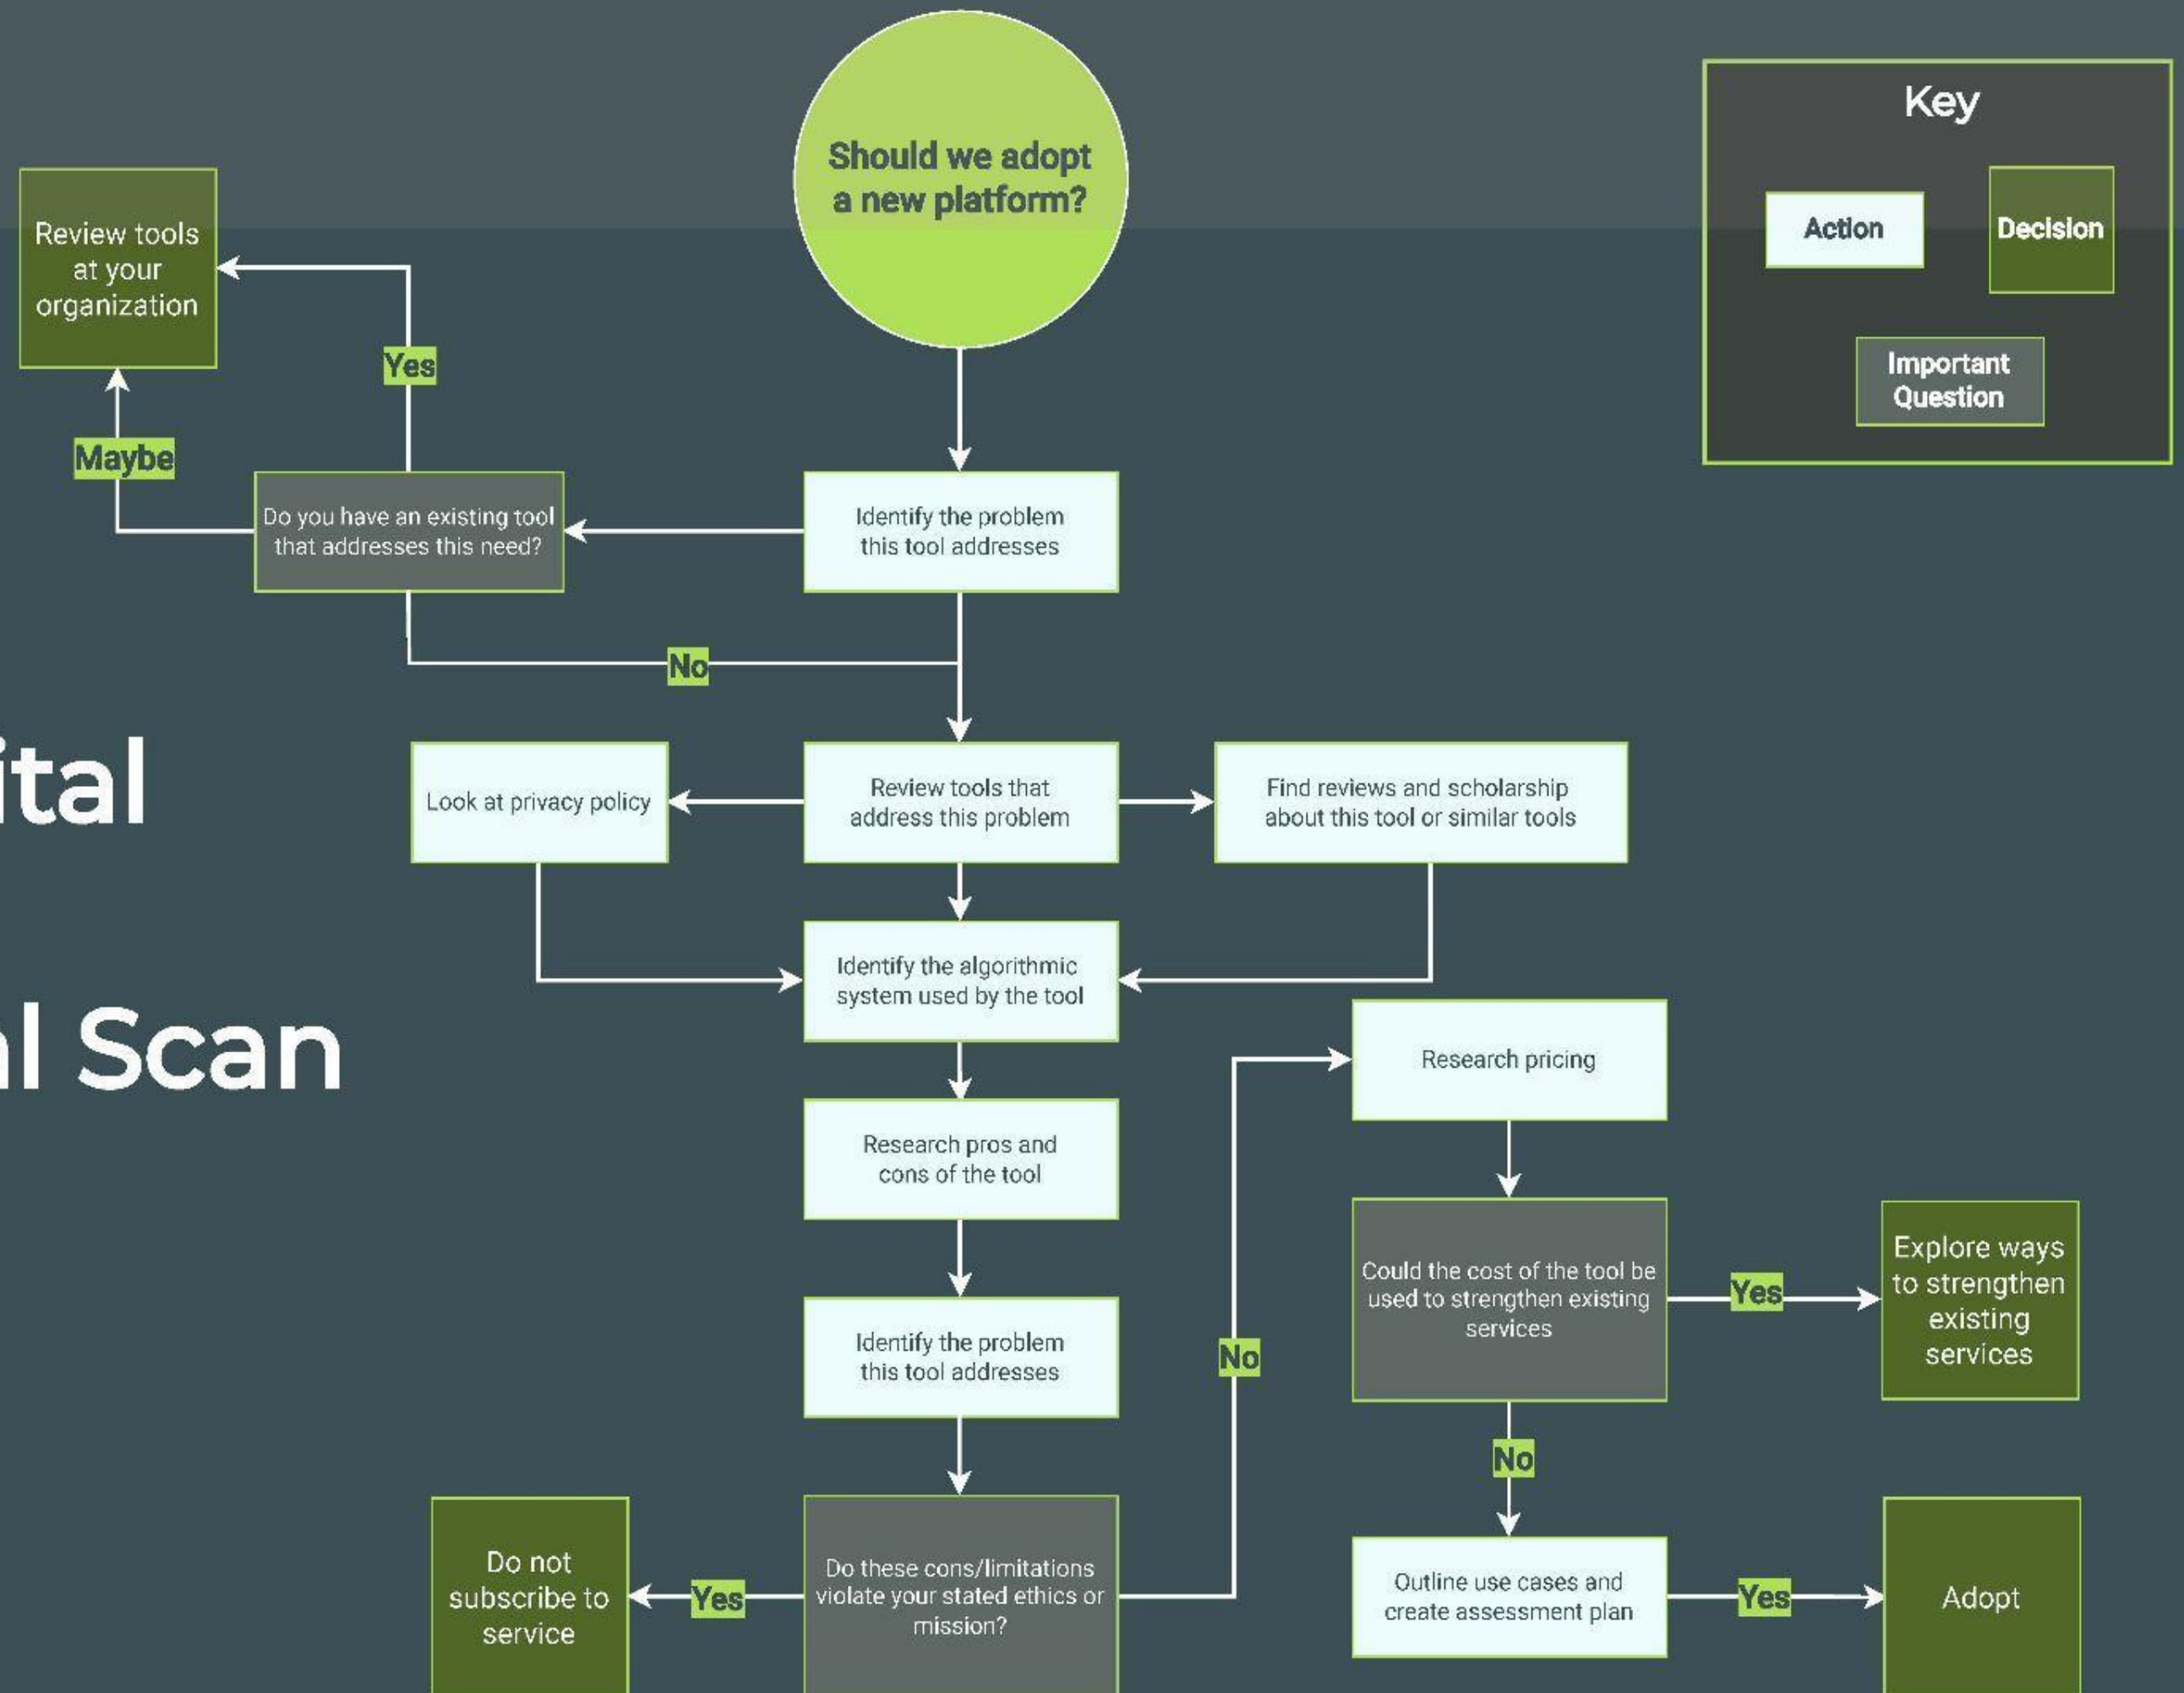 Should we adopt
a new platform?
Key
Action
Decision
Important
Question
Review tools
at your
organization
Yes
Maybe
Do you have an existing tool
that addresses this need?
Identify the problem
this tool addresses
No
ital
l Scan
Look at privacy policy
Review tools that
address this problem
Find reviews and scholarship
about this tool or similar tools
Identify the algorithmic
system used by the tool
Research pros and
cons of the tool
Identify the problem
this tool addresses
Do these cons/limitations
violate your stated ethics or
mission?
Yes
Do not
subscribe to
service
No
Research pricing
Could the cost of the tool be
used to strengthen existing
services
Yes
Explore ways
to strengthen
existing
services
No
Outline use cases and
create assessment plan
Yes
Adopt